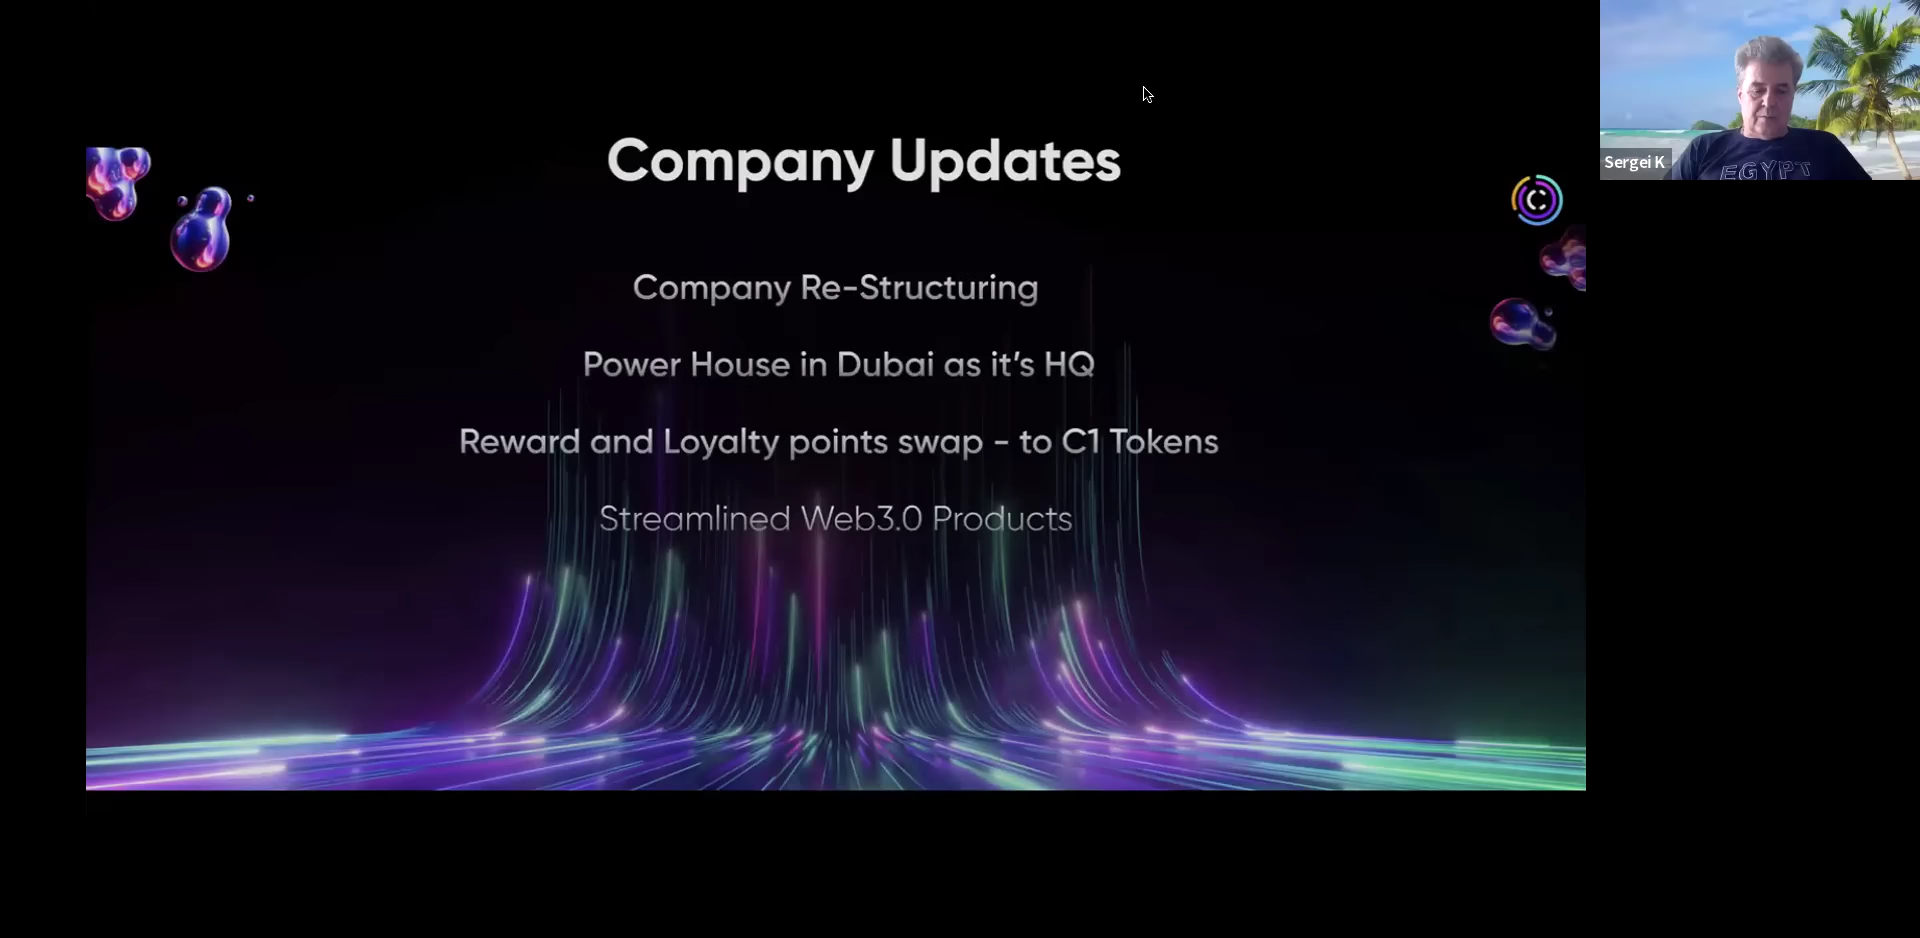 Company Updates
Company Re-Structuring
Power House in Dubai as it’s HQ
Reward and Loyalty points swap - to C1 Tokens
Streamlined Web3.0 Products
Sergei K
EGYPT